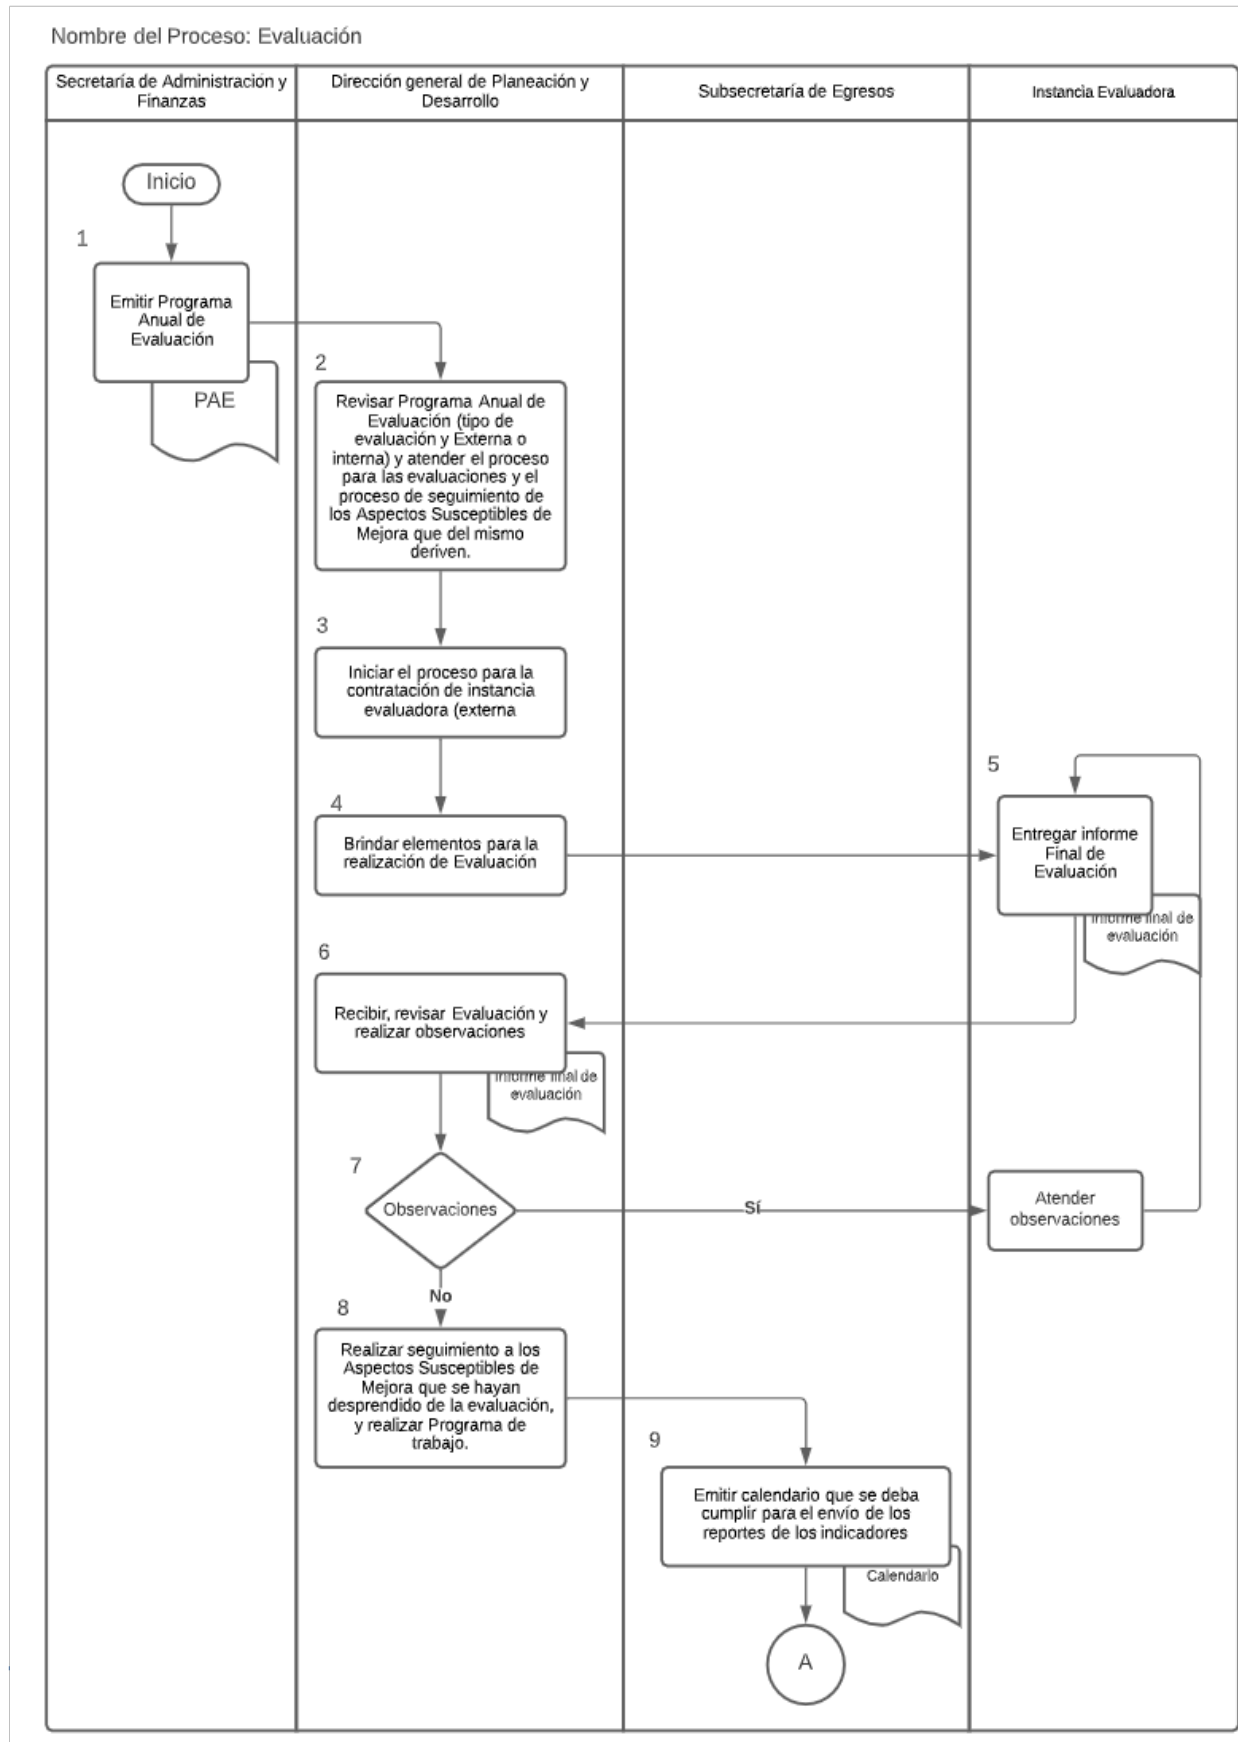 Nombre del Proceso: Evaluación
Secretaría de Administracion y
Finanzas
Dirección general de Planeación y
Desarrollo
Subsecretaría de Egresos
Instancia Evaluadora
Inicio
1
Emitir Programa
Anual de
Evaluación
PAE
2
Revisar Programa Anual de
Evaluación (tipo de
evaluación y Externa o
interna) y atender el proceso
para las evaluaciones y el
proceso de seguimiento de
los Aspectos Susceptibles de
Mejora que del mismo
deriven.
3
Iniciar el proceso para la
contratación de instancia
evaluadora (externa
4
Brindar elementos para la
realización de Evaluación
5
Entregar informe
Final de
Evaluación
Informe final de
evaluación
6
Recibir, revisar Evaluación y
realizar observaciones
Informe final de
evaluación
7
Observaciones
Sí
Atender
observaciones
No
8
Realizar seguimiento a los
Aspectos Susceptibles de
Mejora que se hayan
desprendido de la evaluación,
y realizar Programa de
trabajo.
9
Emitir calendario que se deba
cumplir para el envío de los
reportes de los indicadores
Calendario
A